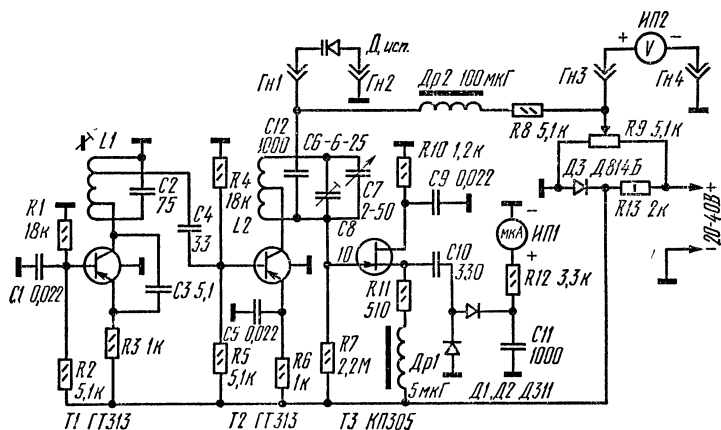 ИП2
+ V −
Д исп.
Гн1
Гн2
Гн3
Гн4
Др2 100мкГ
R8 5,1к
R9 5,1к
L1
C2
75
R1
18к
C4
33
R4
18к
L2
C12
1000
C6-6-25
C7
2-50
C8
10
R10 1,2к
C9 0,022
Д3 Д814Б
R13 2к
+
20-40В
−
мкА
ИП1
+
R12 3,3к
C1 0,022
C3 5,1
C5 0,022
C10
330
R11
510
R2
5,1к
R3 1к
R5
5,1к
R6
1к
R7
2,2М
Др1
5мкГ
C11
1000
Д1,Д2 Д311
Т1 ГТ313
Т2 ГТ313
Т3 КП305